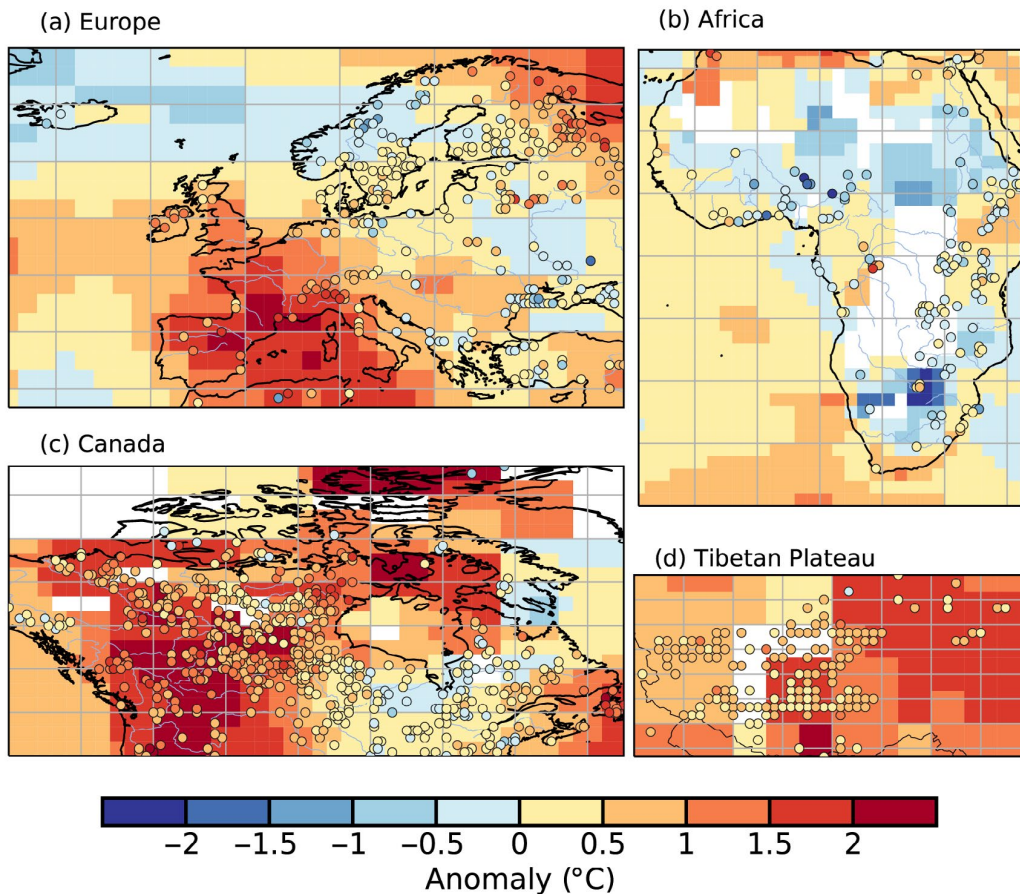 (a) Europe
(b) Africa
(c) Canada
(d) Tibetan Plateau
−2 −1.5 −1 −0.5 0 0.5 1 1.5 2
Anomaly (°C)